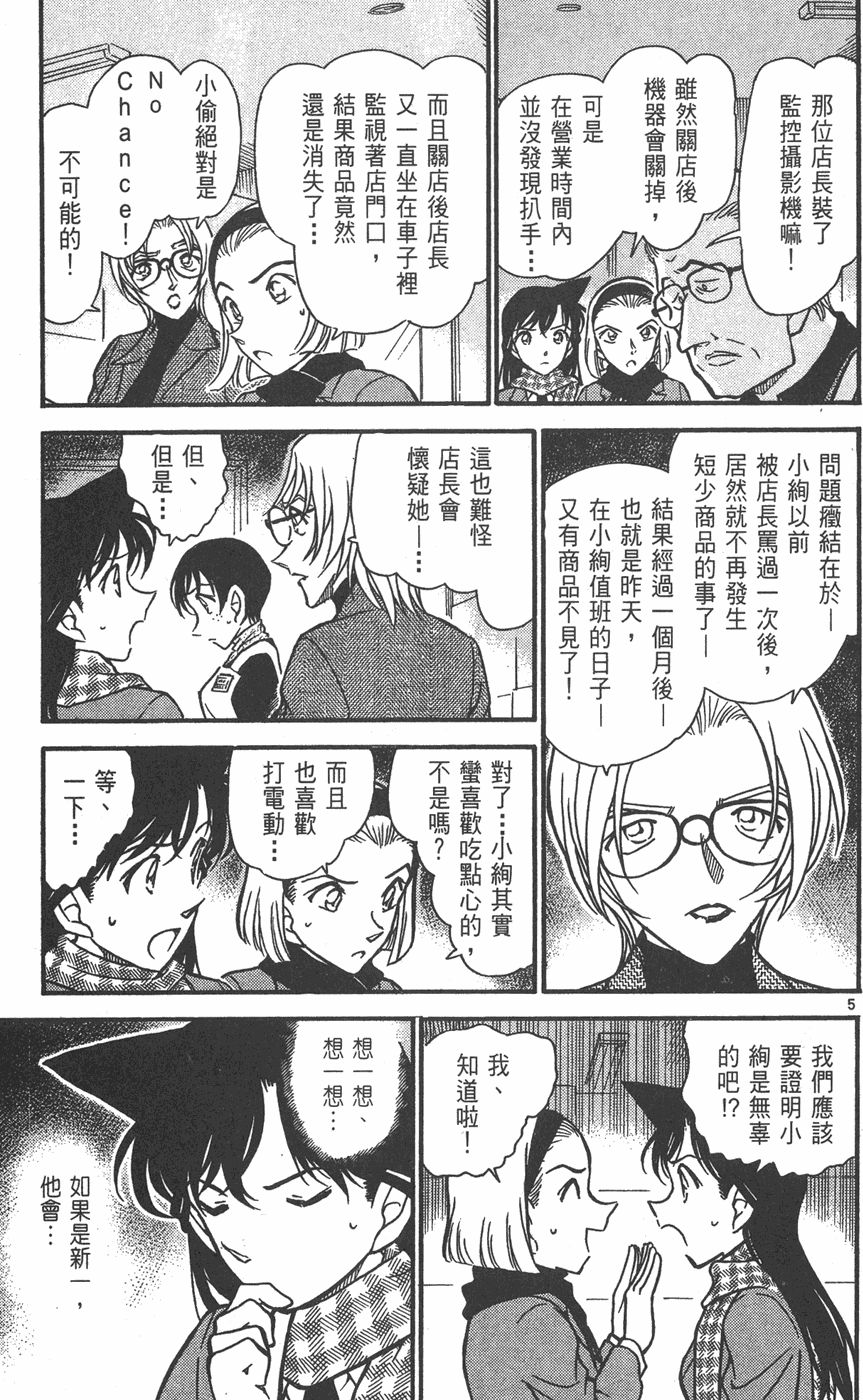 那位店長裝了
監控攝影機嘛！
雖然關店後
機器會關掉，
可是
在營業時間內
並沒發現扒手…
而且關店後店長
又一直坐在車子裡
監視著店門口，
結果商品竟然
還是消失了…
小偷絕對是
No
Chance！
不可能的！
問題癥結在於—
小絢以前
被店長罵過一次後，
居然就不再發生
短少商品的事了—
結果經過一個月後—
也就是昨天，
在小絢值班的日子—
又有商品不見了！
這也難怪
店長會
懷疑她—…
但、
但是…
對了…小絢其實
蠻喜歡吃點心的，
不是嗎？
而且
也喜歡
打電動…
等、
一下…
5
我們應該
要證明小
絢是無辜
的吧!?
我、
知道啦！
想一想、
想一想…
如果是新一，
他會…